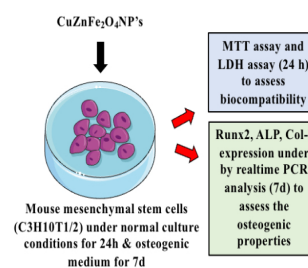 CuZnFe₂O₄NP's
MTT assay and
LDH assay (24 h)
to assess
biocompatibility
Runx2, ALP, Col-
expression under
by realtime PCR
analysis (7d) to
assess the
osteogenic
properties
Mouse mesenchymal stem cells
(C3H10T1/2) under normal culture
conditions for 24h & osteogenic
medium for 7d